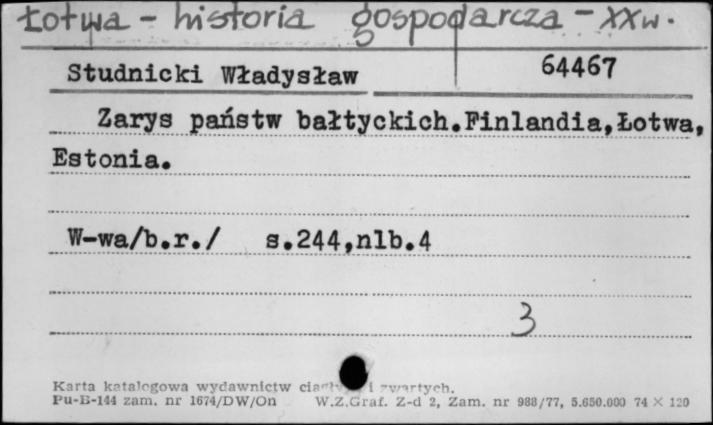 Łotwa - historia gospodarcza - XXw.
Studnicki Władysław 64467
Zarys państw bałtyckich.Finlandia,Łotwa,
Estonia.
W-wa/b.r./ s.244,nlb.4
3
Karta katalogowa wydawnictw i zwartych.
Pu-B-144 zam. nr 1674/DW/On W.Z.Graf. Z-d 2, Zam. nr 988/77, 5.650.000 74 × 120